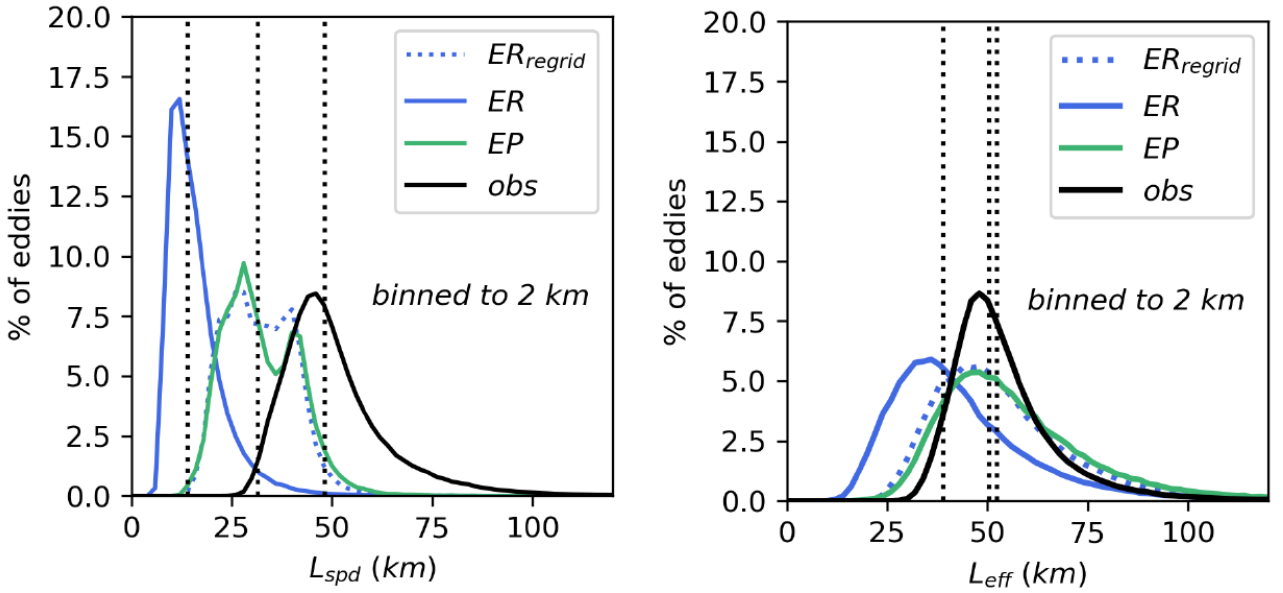 20.0
17.5
15.0
12.5
10.0
7.5
5.0
2.5
0.0
% of eddies
ER_regrid
ER
EP
obs
binned to 2 km
0 25 50 75 100
L_spd (km)
20.0
17.5
15.0
12.5
10.0
7.5
5.0
2.5
0.0
% of eddies
ER_regrid
ER
EP
obs
binned to 2 km
0 25 50 75 100
L_eff (km)